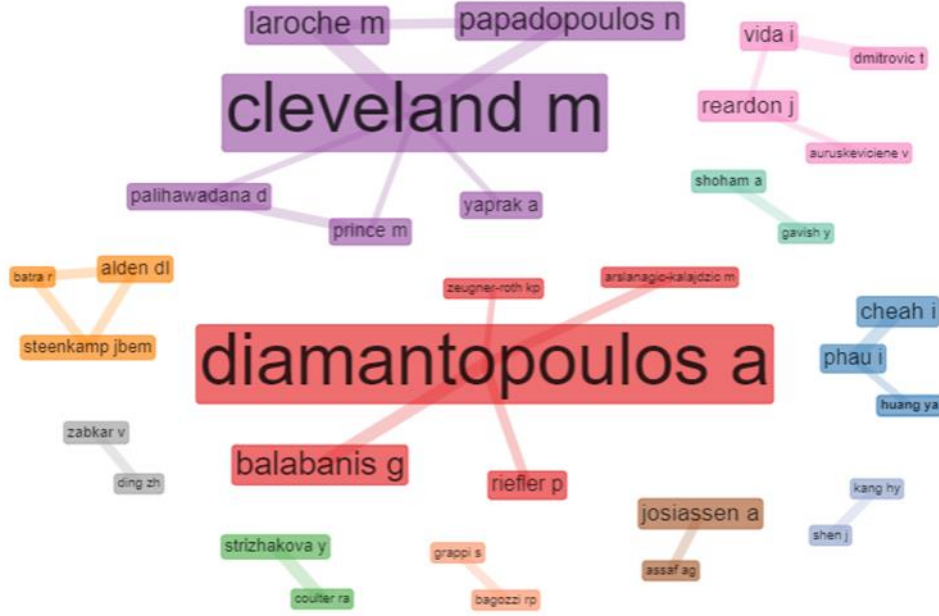 laroche m
papadopoulos n
vida i
dmitrovic t
cleveland m
reardon j
auruskeviciene v
shoham a
palihawadana d
yaprak a
prince m
gavish y
batra r
alden dl
zeugner-roth kp
arslanagic-kalajdzic m
steenkamp jbem
diamantopoulos a
cheah i
phau i
huang ya
zabkar v
balabanis g
ding zh
riefler p
kang hy
josiassen a
shen j
strizhakova y
grappi s
assaf ag
coulter ra
bagozzi rp